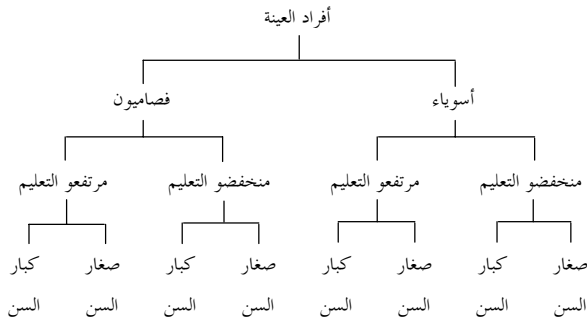 أفراد العينة
أسوياء فصاميون
منخفضو التعليم مرتفعو التعليم منخفضو التعليم مرتفعو التعليم
صغار كبار صغار كبار صغار كبار صغار كبار
السن السن السن السن السن السن السن السن